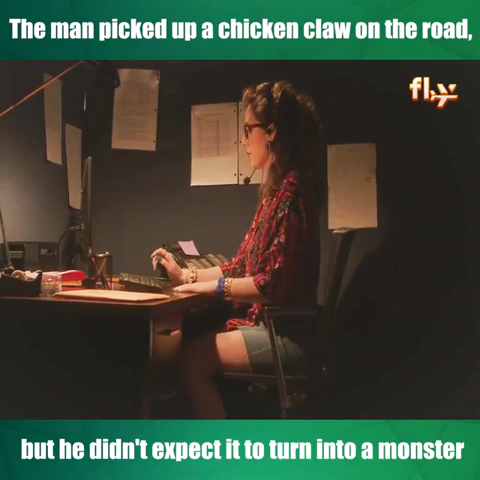 The man picked up a chicken claw on the road,
fly
but he didn't expect it to turn into a monster